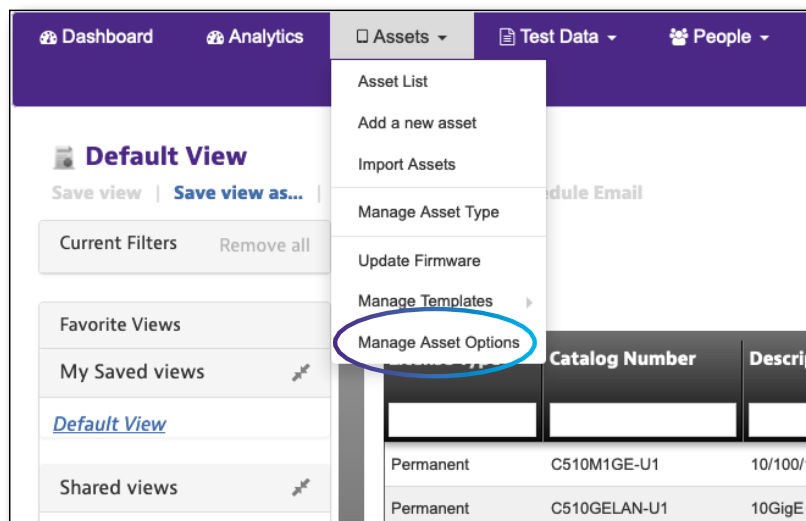 Dashboard Analytics Assets Test Data People
Asset List
Add a new asset
Import Assets
Manage Asset Type
Update Firmware
Manage Templates
Manage Asset Options
Default View
Save view | Save view as... | Email
Current Filters Remove all
Favorite Views
My Saved views
Default View
Shared views
Catalog Number
Permanent C510M1GE-U1 10/100/
Permanent C510GELAN-U1 10GigE